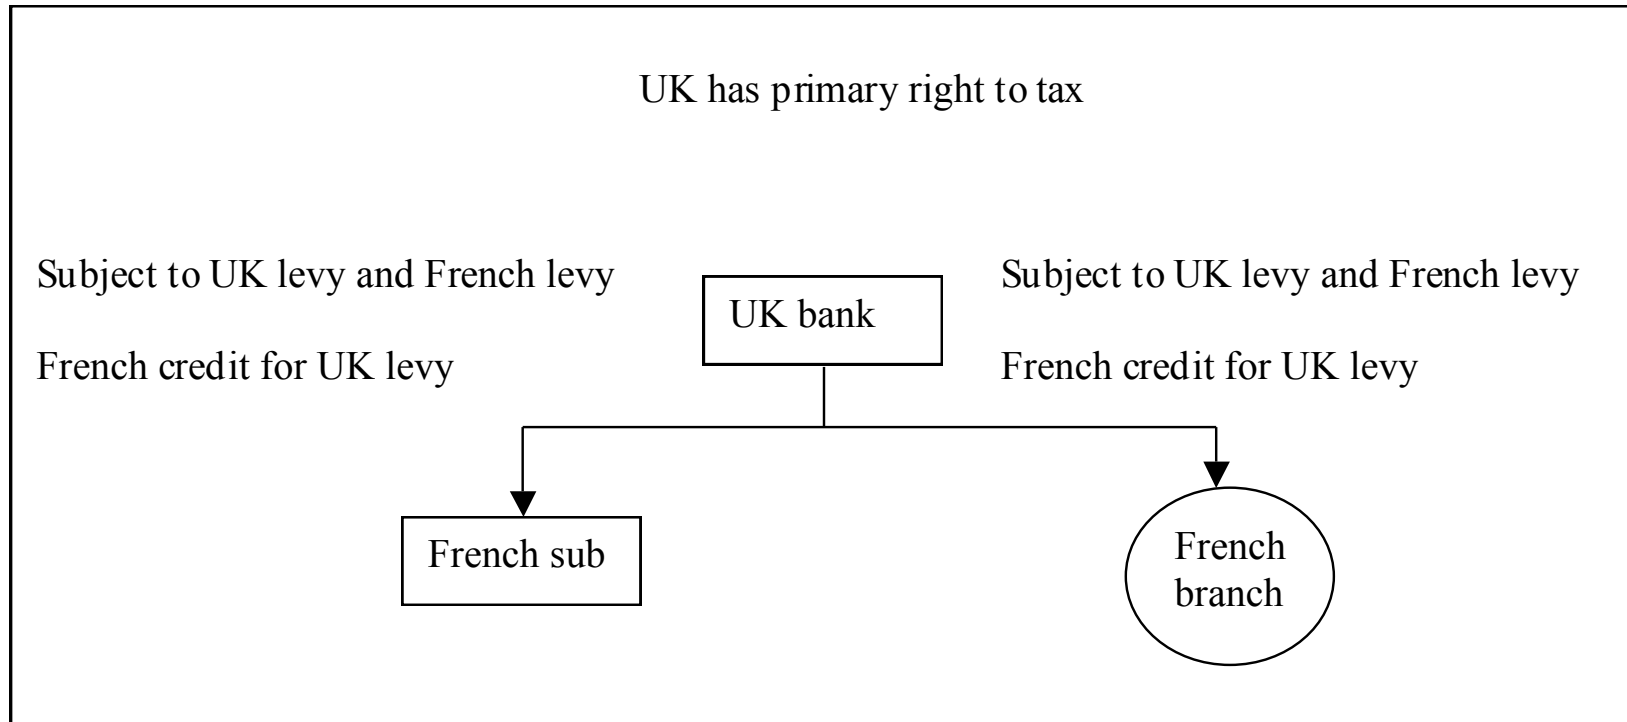 UK has primary right to tax
Subject to UK levy and French levy
French credit for UK levy
UK bank
Subject to UK levy and French levy
French credit for UK levy
French sub
French
branch